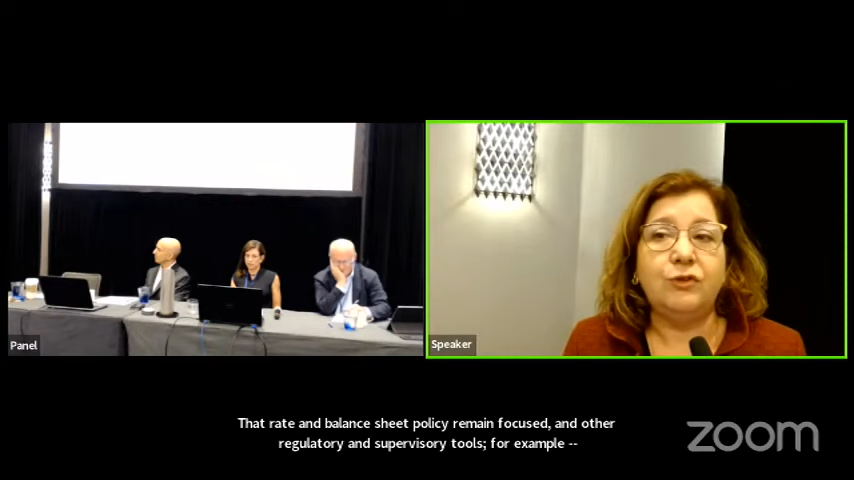 Panel
Speaker
That rate and balance sheet policy remain focused, and other
regulatory and supervisory tools; for example --
zoom